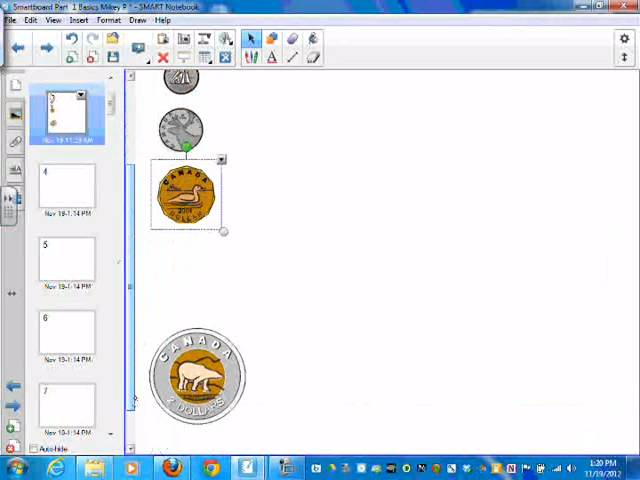 Smartboard Part 1 Basics Mikey P * - SMART Notebook
File Edit View Insert Format Draw Help
Nov 19-11:29 AM
4
Nov 19-1:14 PM
5
Nov 19-1:14 PM
6
Nov 19-1:14 PM
7
Nov 19-1:14 PM
Auto-hide
CANADA
DOLLAR
CANADA
2 DOLLARS
1:20 PM
11/19/2012